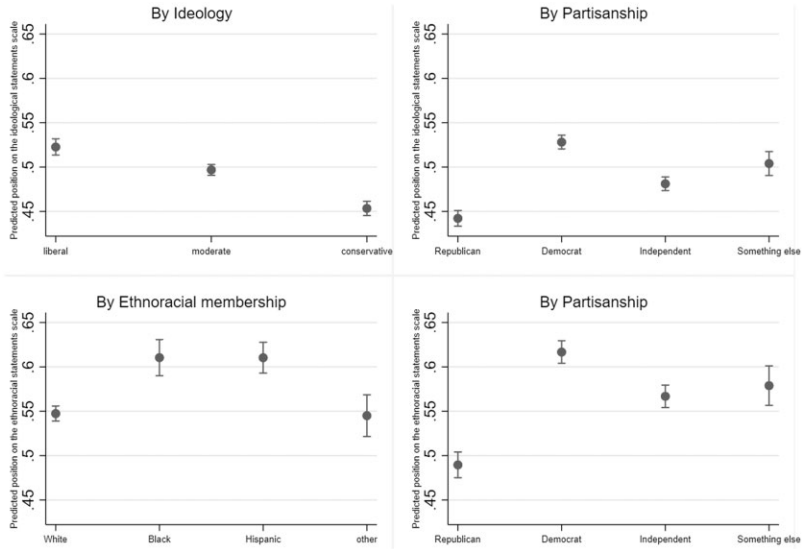 By Ideology
Predicted position on the ideological statements scale
.65
.6
.55
.5
.45
liberal moderate conservative
By Partisanship
Predicted position on the ideological statements scale
.65
.6
.55
.5
.45
Republican Democrat Independent Something else
By Ethnoracial membership
Predicted position on the ethnoracial statements scale
.65
.6
.55
.5
.45
White Black Hispanic other
By Partisanship
Predicted position on the ethnoracial statements scale
.65
.6
.55
.5
.45
Republican Democrat Independent Something else